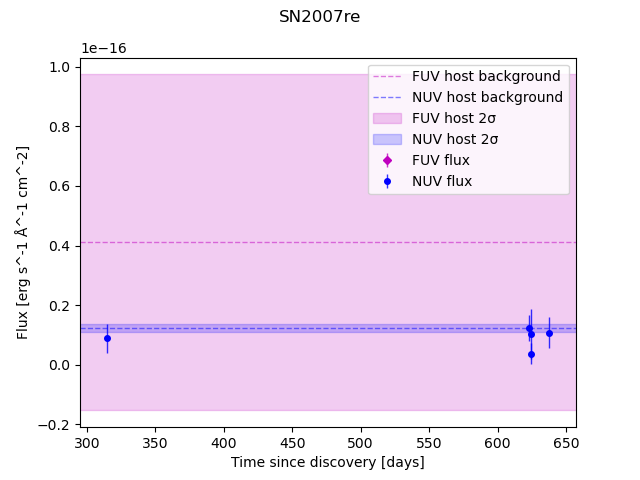 SN2007re
1e−16
1.0
0.8
0.6
0.4
0.2
0.0
−0.2
Flux [erg s^-1 Å^-1 cm^-2]
FUV host background
NUV host background
FUV host 2σ
NUV host 2σ
FUV flux
NUV flux
300 350 400 450 500 550 600 650
Time since discovery [days]